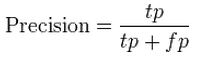 Precision = tp / (tp + fp)